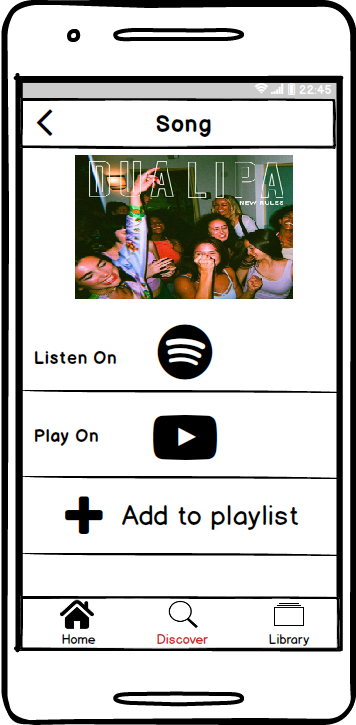 22:45
Song
DUA LIPA
NEW RULES
Listen On
Play On
Add to playlist
Home
Discover
Library